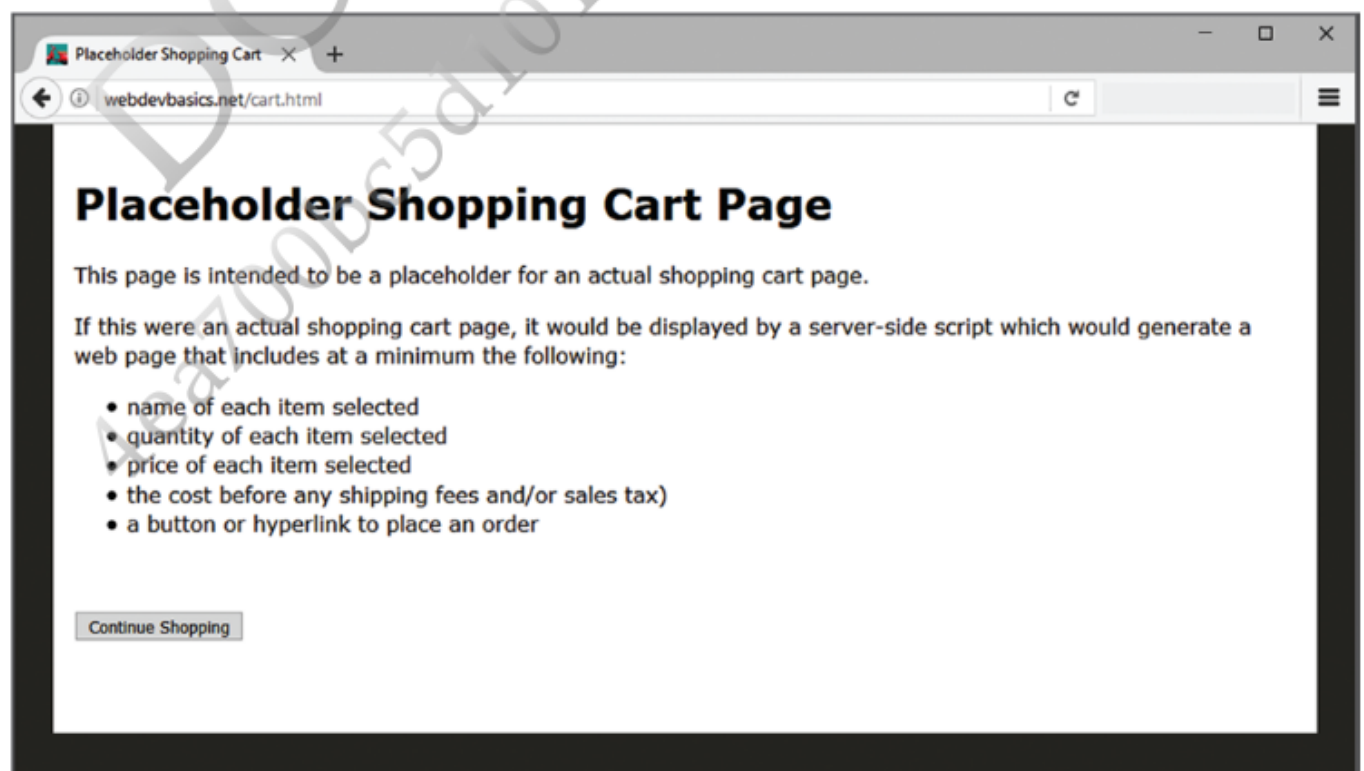 Placeholder Shopping Cart
webdevbasics.net/cart.html
Placeholder Shopping Cart Page
This page is intended to be a placeholder for an actual shopping cart page.
If this were an actual shopping cart page, it would be displayed by a server-side script which would generate a
web page that includes at a minimum the following:
• name of each item selected
• quantity of each item selected
• price of each item selected
• the cost before any shipping fees and/or sales tax)
• a button or hyperlink to place an order
Continue Shopping